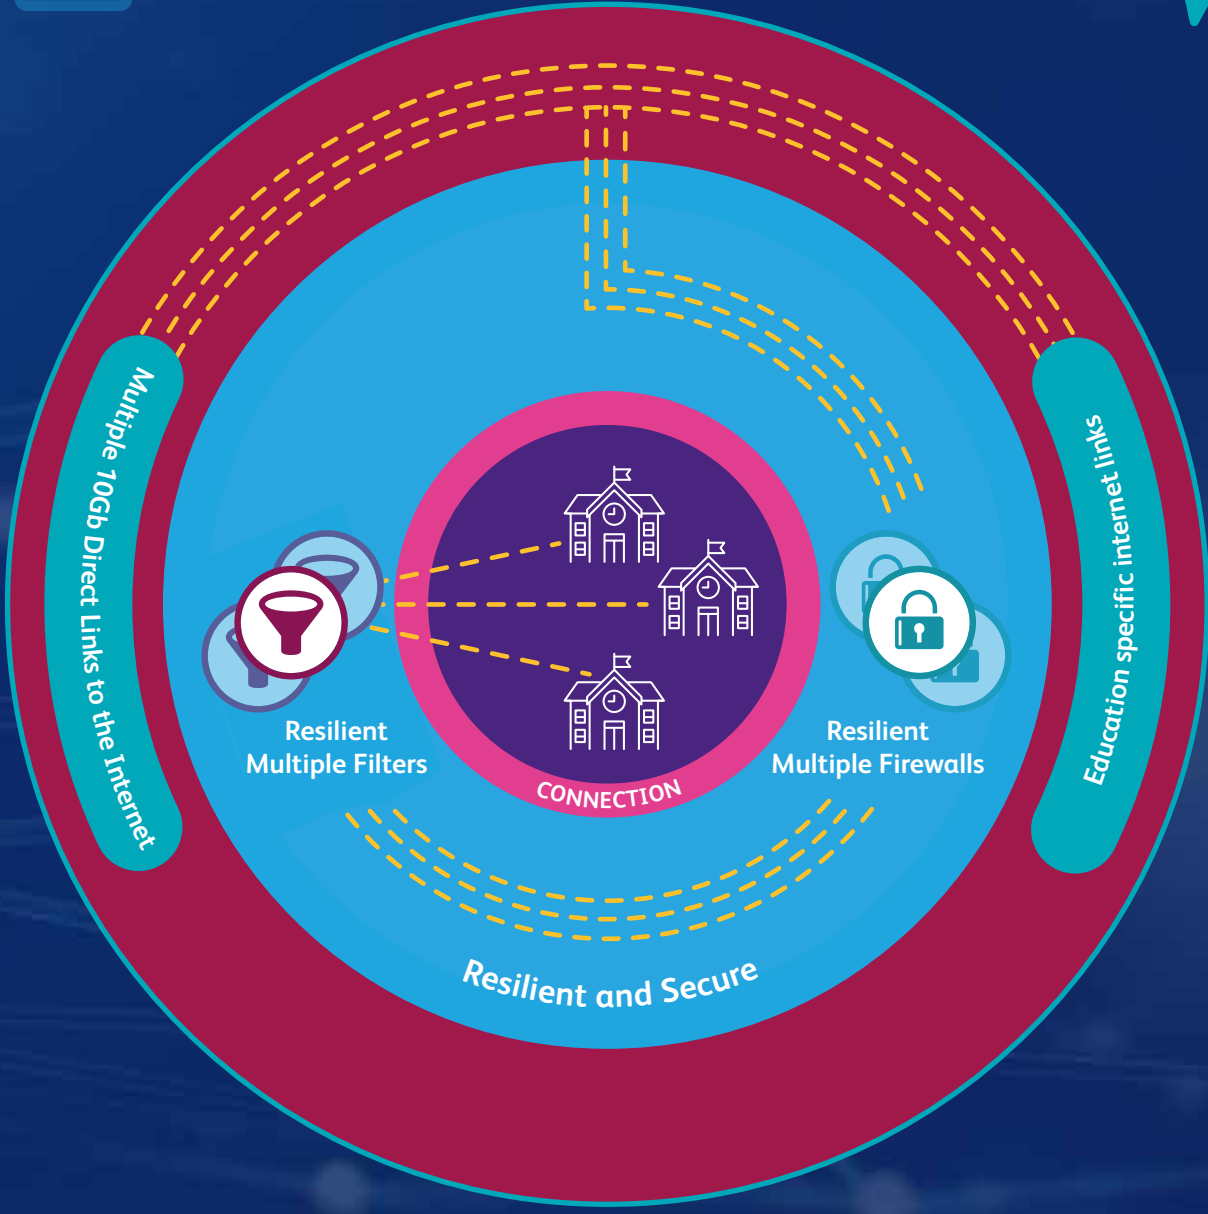 Multiple 10Gb Direct Links to the Internet
Education specific internet links
Resilient
Multiple Filters
Resilient
Multiple Firewalls
CONNECTION
Resilient and Secure